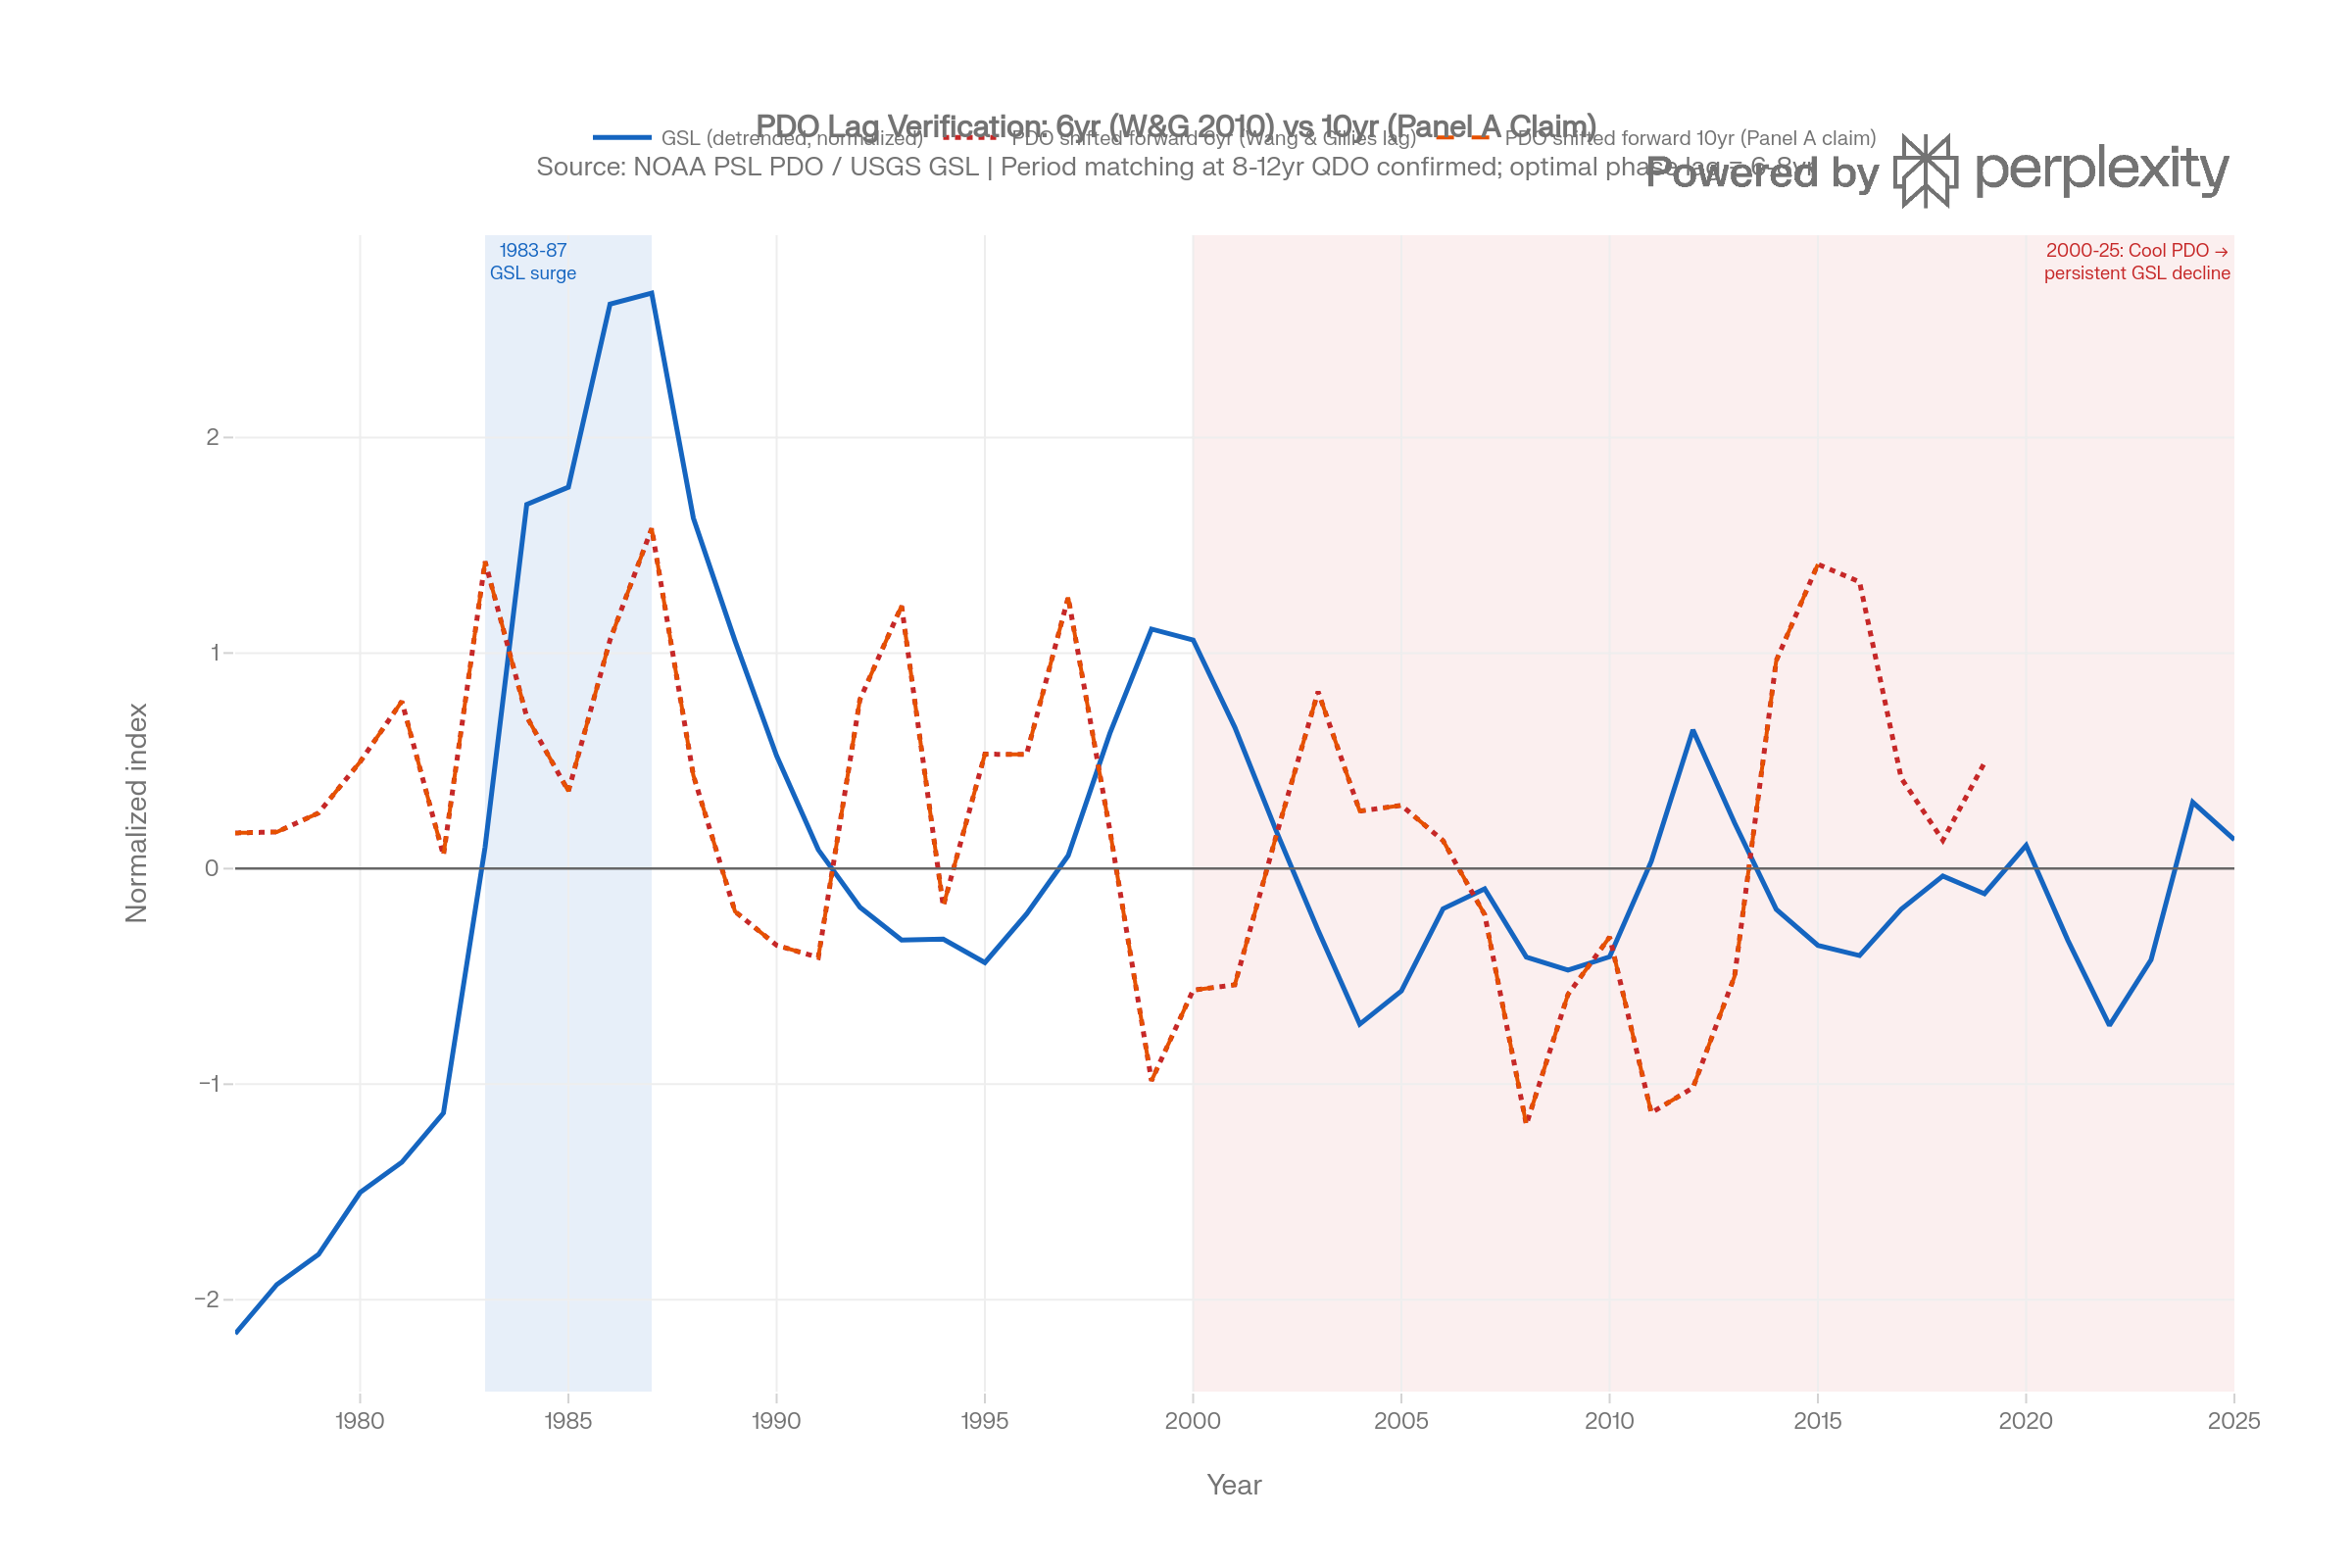 PDO Lag Verification: 6yr (W&G 2010) vs 10yr (Panel A Claim)
GSL (detrended, normalized) PDO shifted forward 6yr (Wang & Gillies lag) PDO shifted forward 10yr (Panel A claim)
Source: NOAA PSL PDO / USGS GSL | Period matching at 8-12yr QDO confirmed; optimal phase lag = 6-8yr
Powered by perplexity
1983-87
GSL surge
2000-25: Cool PDO →
persistent GSL decline
Normalized index
2
1
0
−1
−2
1980 1985 1990 1995 2000 2005 2010 2015 2020 2025
Year